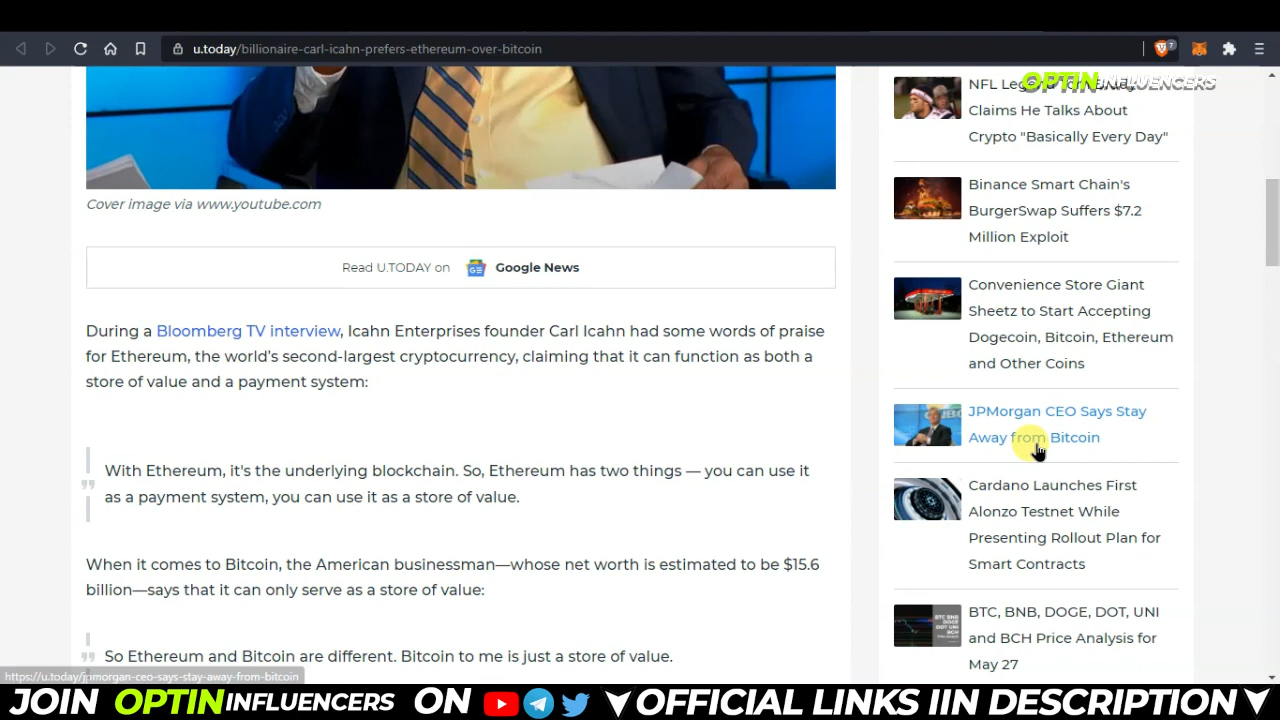 u.today/billionaire-carl-icahn-prefers-ethereum-over-bitcoin
7
OPTIN INFLUENCERS
Cover image via www.youtube.com
Read U.TODAY on Google News
During a Bloomberg TV interview, Icahn Enterprises founder Carl Icahn had some words of praise
for Ethereum, the world's second-largest cryptocurrency, claiming that it can function as both a
store of value and a payment system:
With Ethereum, it's the underlying blockchain. So, Ethereum has two things — you can use it
as a payment system, you can use it as a store of value.
When it comes to Bitcoin, the American businessman—whose net worth is estimated to be $15.6
billion—says that it can only serve as a store of value:
So Ethereum and Bitcoin are different. Bitcoin to me is just a store of value.
NFL Legend
Claims He Talks About
Crypto "Basically Every Day"
Binance Smart Chain's
BurgerSwap Suffers $7.2
Million Exploit
Convenience Store Giant
Sheetz to Start Accepting
Dogecoin, Bitcoin, Ethereum
and Other Coins
JPMorgan CEO Says Stay
Away from Bitcoin
Cardano Launches First
Alonzo Testnet While
Presenting Rollout Plan for
Smart Contracts
BTC, BNB, DOGE, DOT, UNI
and BCH Price Analysis for
May 27
BTC BNB
DOGE
DOT UNI
BCH
https://u.today/jpmorgan-ceo-says-stay-away-from-bitcoin
JOIN OPTIN INFLUENCERS ON OFFICIAL LINKS IIN DESCRIPTION